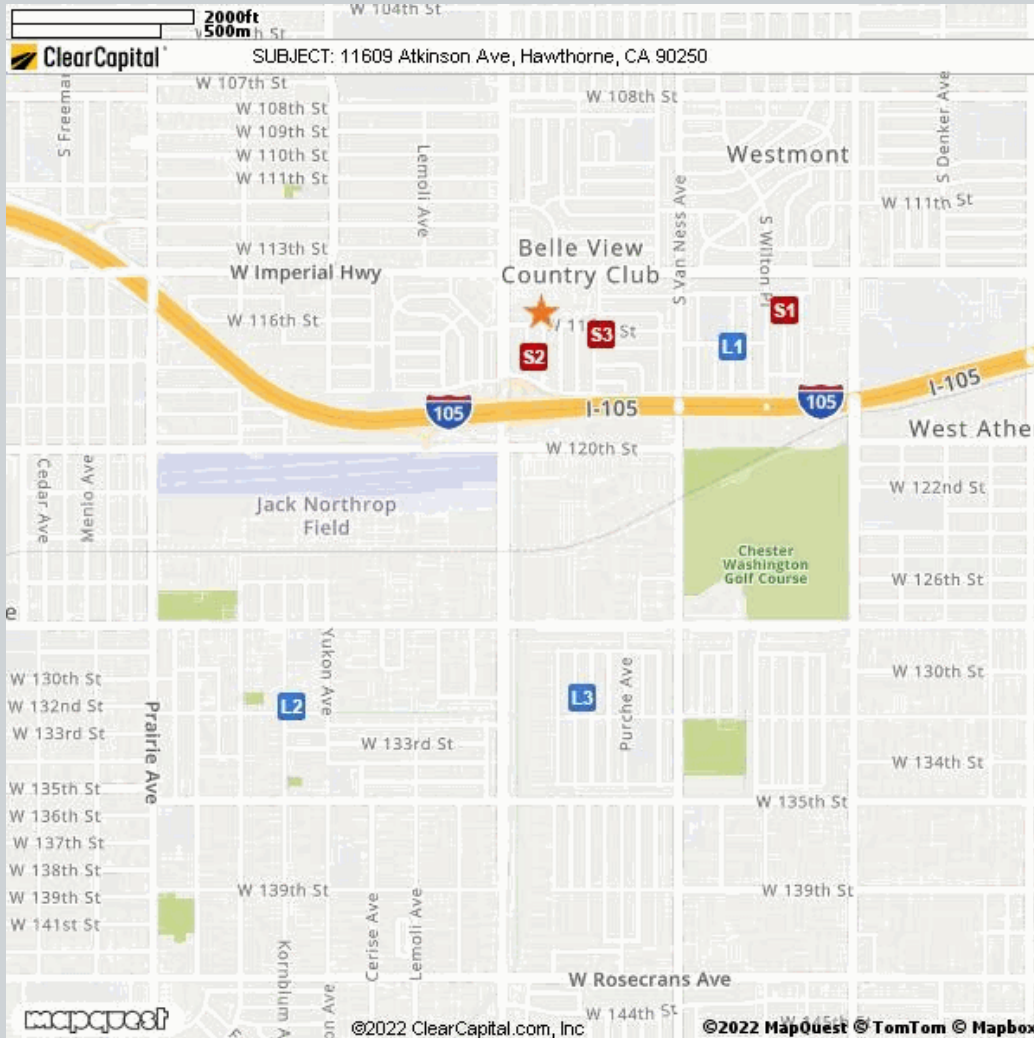 W 104th St
2000ft
500m
ClearCapital
SUBJECT: 11609 Atkinson Ave, Hawthorne, CA 90250
W 107th St
W 108th St
W 108th St
W 109th St
W 110th St
W 111th St
Lemoli Ave
Westmont
S Denker Ave
W 111th St
S Van Ness Ave
S Wilton Pl
W 113th St
W Imperial Hwy
Belle View
Country Club
W 116th St
St
S1
S2
S3
L1
105
I-105
105
I-105
West Athe
W 120th St
Cedar Ave
Menlo Ave
Jack Northrop
Field
W 122nd St
Chester
Washington
Golf Course
W 126th St
e
Yukon Ave
W 130th St
W 132nd St
W 133rd St
L2
L3
Purche Ave
W 130th St
W 133rd St
Prairie Ave
W 134th St
W 135th St
W 135th St
W 136th St
W 137th St
W 138th St
W 139th St
W 141st St
W 139th St
W 139th St
Cerise Ave
Lemoli Ave
Kornblum A
on Ave
W Rosecrans Ave
W 144th St
mapquest
©2022 ClearCapital.com, Inc
©2022 MapQuest © TomTom © Mapbox